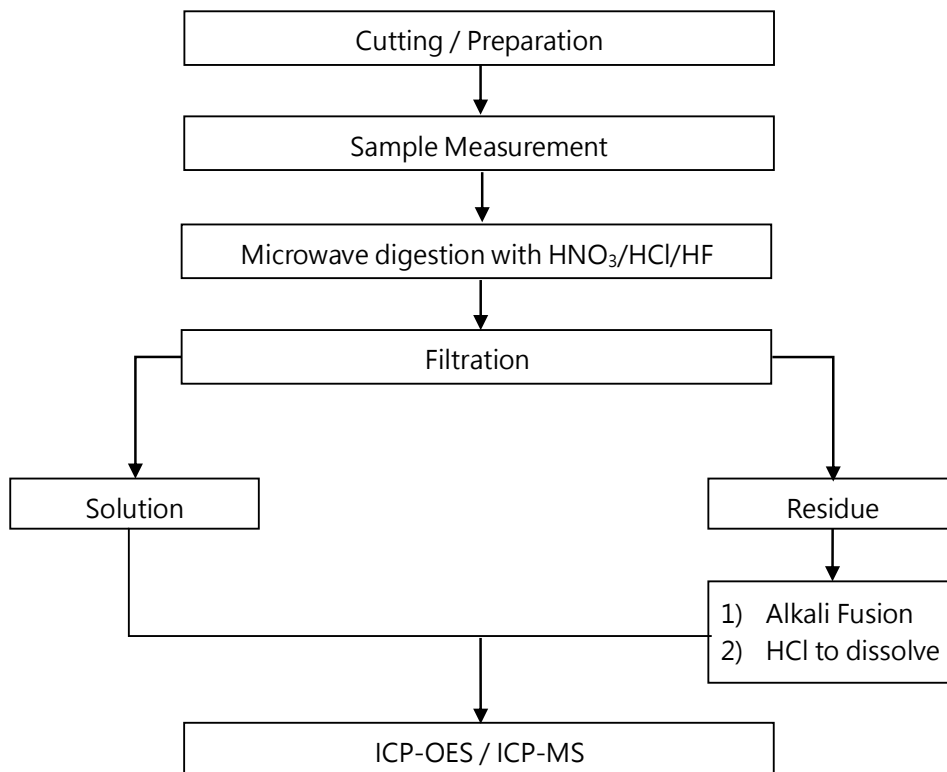 Cutting / Preparation
Sample Measurement
Microwave digestion with HNO₃/HCl/HF
Filtration
Solution
Residue
1) Alkali Fusion
2) HCl to dissolve
ICP-OES / ICP-MS